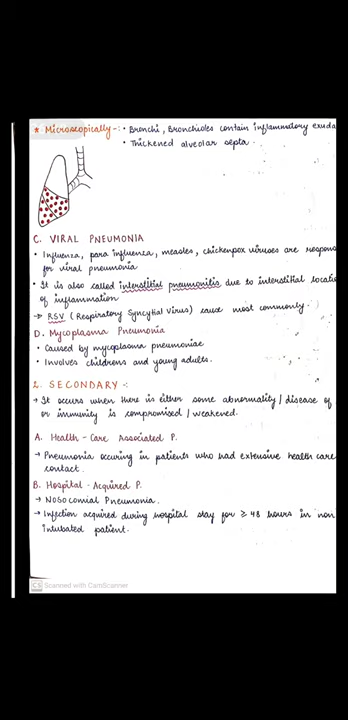 * Microscopically -: • Bronchi, Bronchioles contain inflammatory exuda
• Thickened alveolar septa.
C. VIRAL PNEUMONIA
• Influenza, para influenza, measles, chickenpox viruses are respon
for viral pneumonia
• It is also called interstitial pneumonitis due to interstitial locati
of inflammation
→ RSV (Respiratory Syncytial Virus) cause most commonly.
D. Mycoplasma Pneumonia
• Caused by mycoplasma pneumoniae
• Involves childrens and young adults.
2. SECONDARY -:
→ It occurs when there is either some abnormality/disease of
or immunity is compromised/weakened.
A. Health - Care Associated P.
→ Pneumonia occuring in patients who had extensive health care
contact.
B. Hospital - Acquired P.
→ Nosocomial Pneumonia.
→ Infection acquired during hospital stay for ≥ 48 hours in non
intubated patient.
CS Scanned with CamScanner